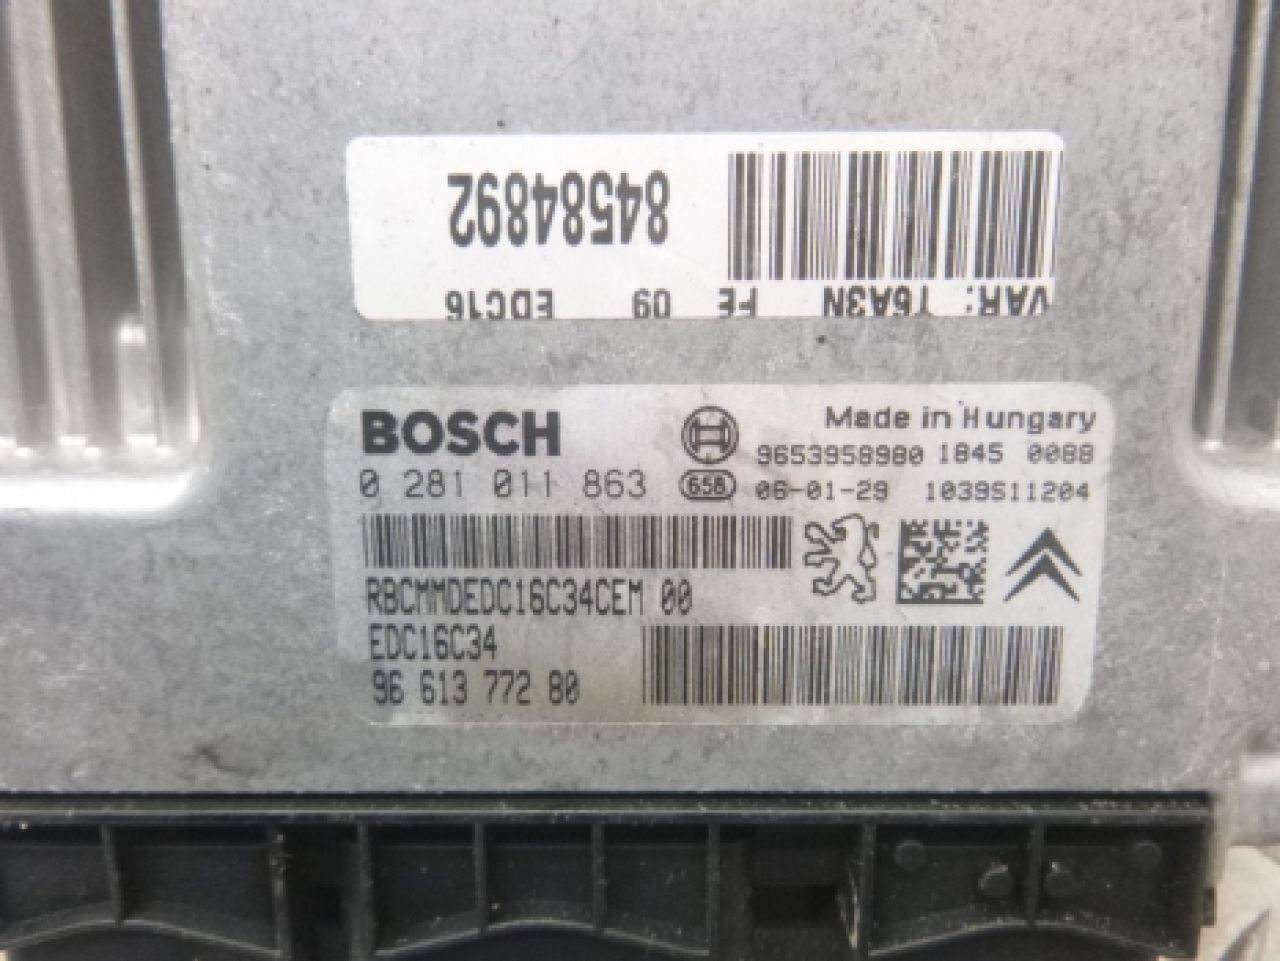 84584892
VAR: T6A3N FE 09 EDC16
BOSCH
Made in Hungary
9653958980 1845 0088
0 281 011 863 658 06-01-29 1039S11204
RBCMMDEDC16C34CEM 00
EDC16C34
96 613 772 80